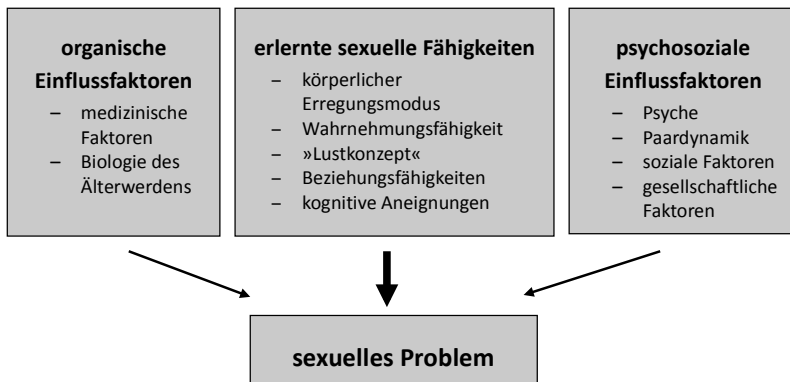 organische
Einflussfaktoren
– medizinische
Faktoren
– Biologie des
Älterwerdens
erlernte sexuelle Fähigkeiten
– körperlicher
Erregungsmodus
– Wahrnehmungsfähigkeit
– »Lustkonzept«
– Beziehungsfähigkeiten
– kognitive Aneignungen
psychosoziale
Einflussfaktoren
– Psyche
– Paardynamik
– soziale Faktoren
– gesellschaftliche
Faktoren
sexuelles Problem